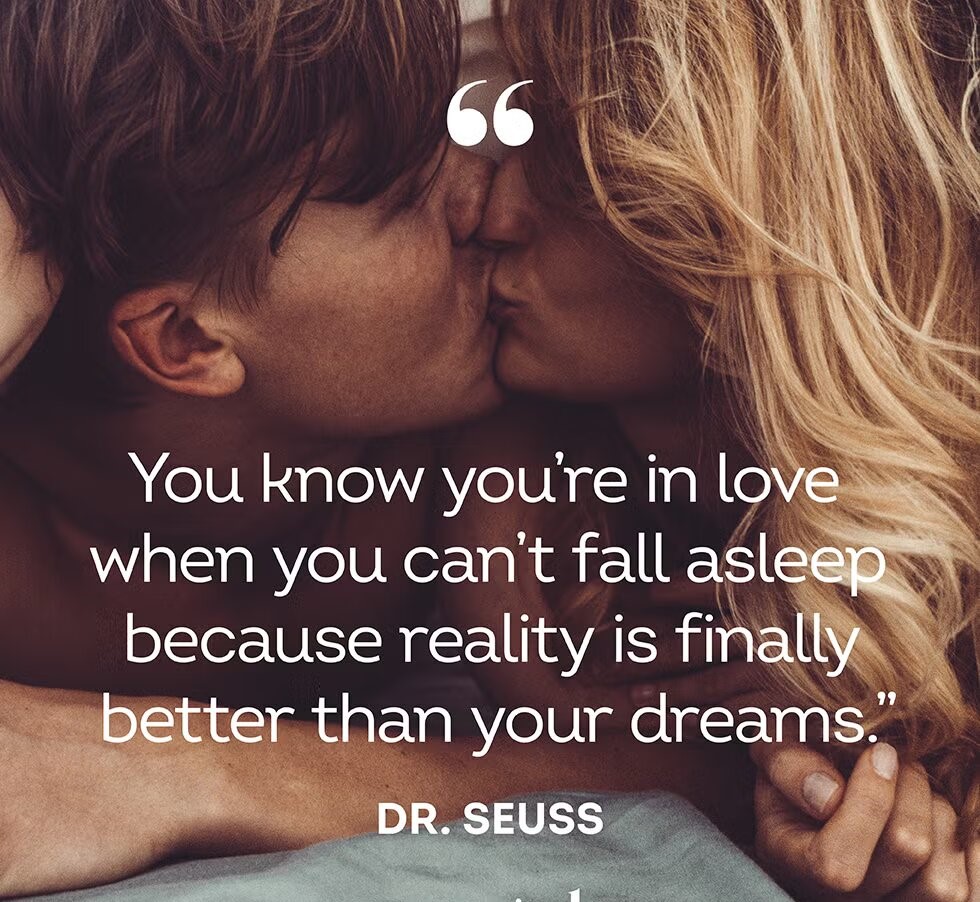 “
You know you’re in love
when you can’t fall asleep
because reality is finally
better than your dreams.”
DR. SEUSS